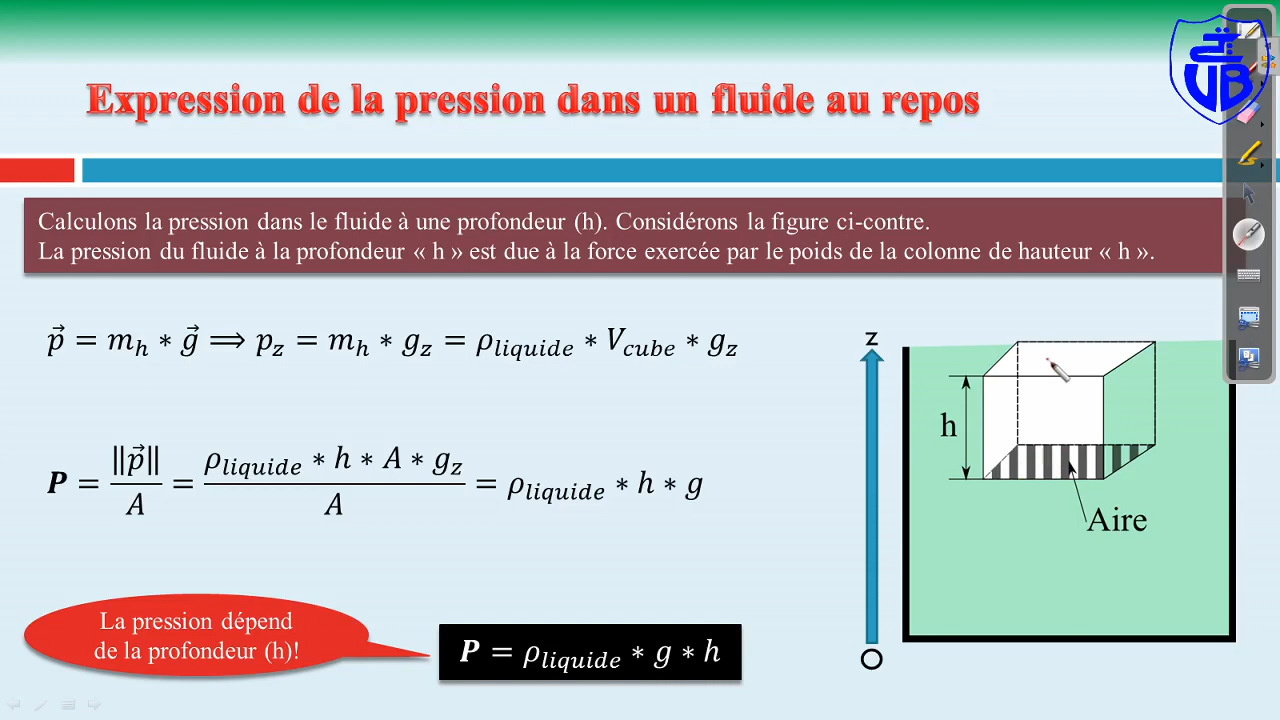 Expression de la pression dans un fluide au repos
Calculons la pression dans le fluide à une profondeur (h). Considérons la figure ci-contre.
La pression du fluide à la profondeur « h » est due à la force exercée par le poids de la colonne de hauteur « h ».
p⃗ = m_h * g⃗ ⟹ p_z = m_h * g_z = ρ_liquide * V_cube * g_z
P = ‖p⃗‖ / A = (ρ_liquide * h * A * g_z) / A = ρ_liquide * h * g
La pression dépend
de la profondeur (h)!
P = ρ_liquide * g * h
z
h
Aire
O
UB